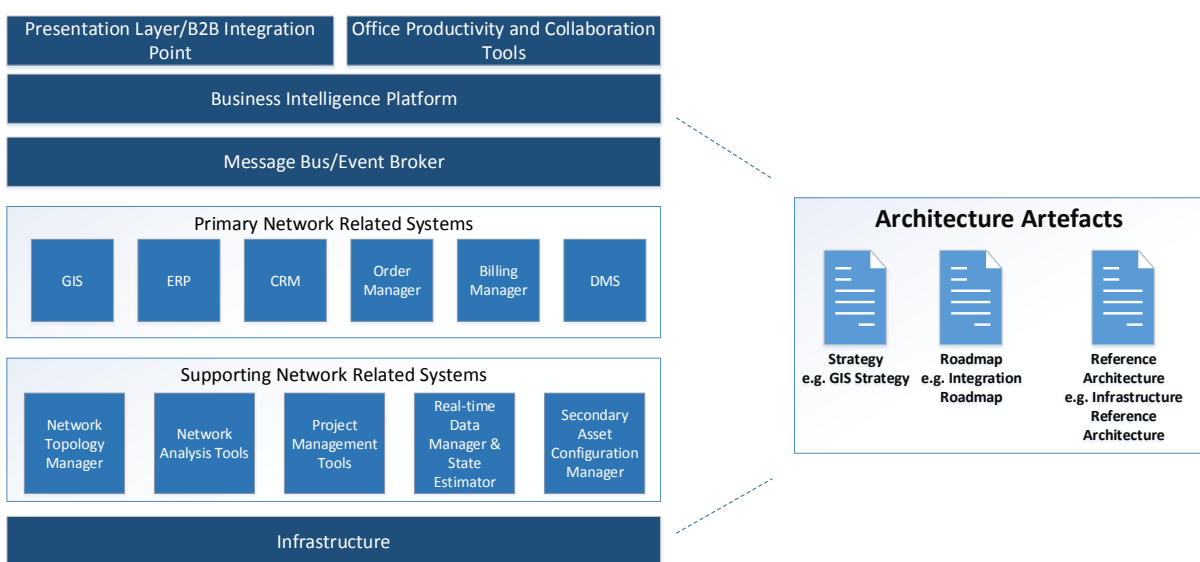 Presentation Layer/B2B Integration
Point
Office Productivity and Collaboration
Tools
Business Intelligence Platform
Message Bus/Event Broker
Primary Network Related Systems
GIS
ERP
CRM
Order
Manager
Billing
Manager
DMS
Supporting Network Related Systems
Network
Topology
Manager
Network
Analysis Tools
Project
Management
Tools
Real-time
Data
Manager &
State
Estimator
Secondary
Asset
Configuration
Manager
Infrastructure
Architecture Artefacts
Strategy
e.g. GIS Strategy
Roadmap
e.g. Integration
Roadmap
Reference
Architecture
e.g. Infrastructure
Reference
Architecture